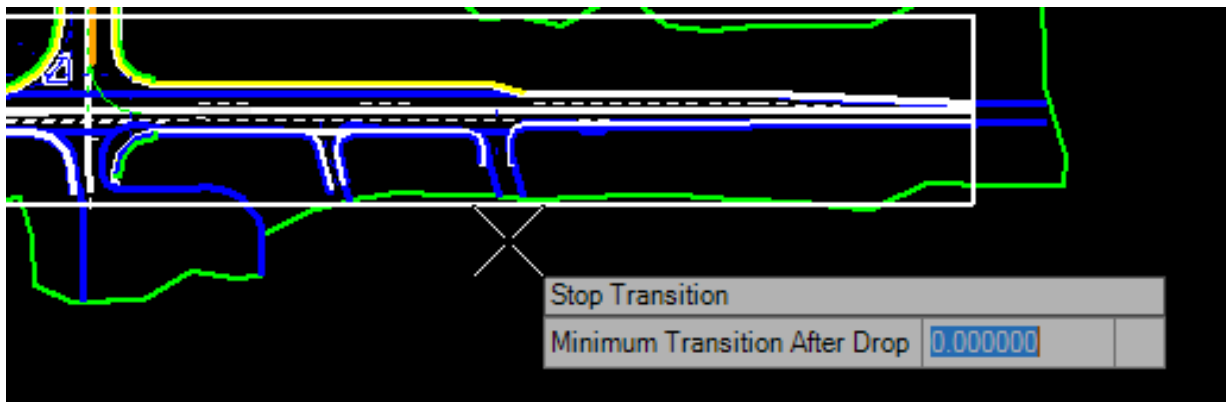 Stop Transition
Minimum Transition After Drop 0.000000